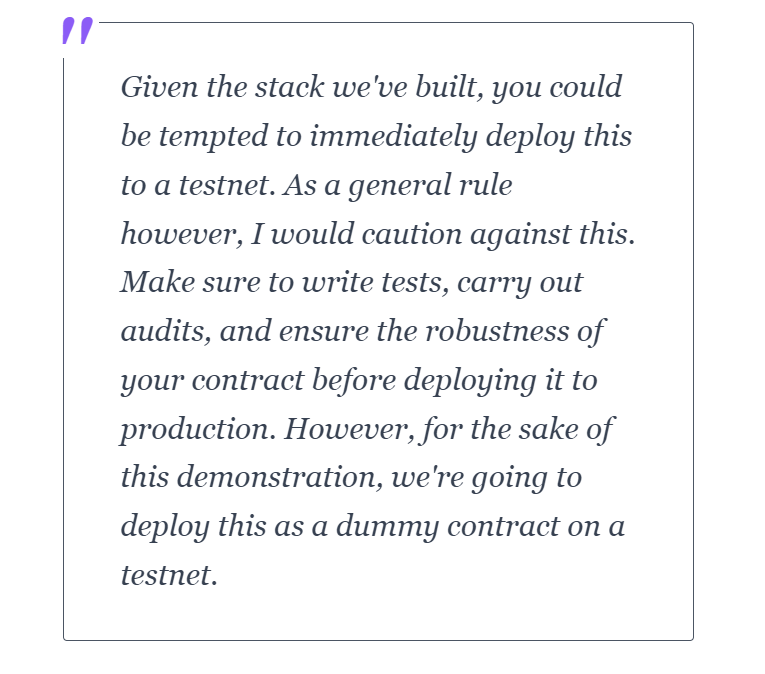 Given the stack we've built, you could
be tempted to immediately deploy this
to a testnet. As a general rule
however, I would caution against this.
Make sure to write tests, carry out
audits, and ensure the robustness of
your contract before deploying it to
production. However, for the sake of
this demonstration, we're going to
deploy this as a dummy contract on a
testnet.